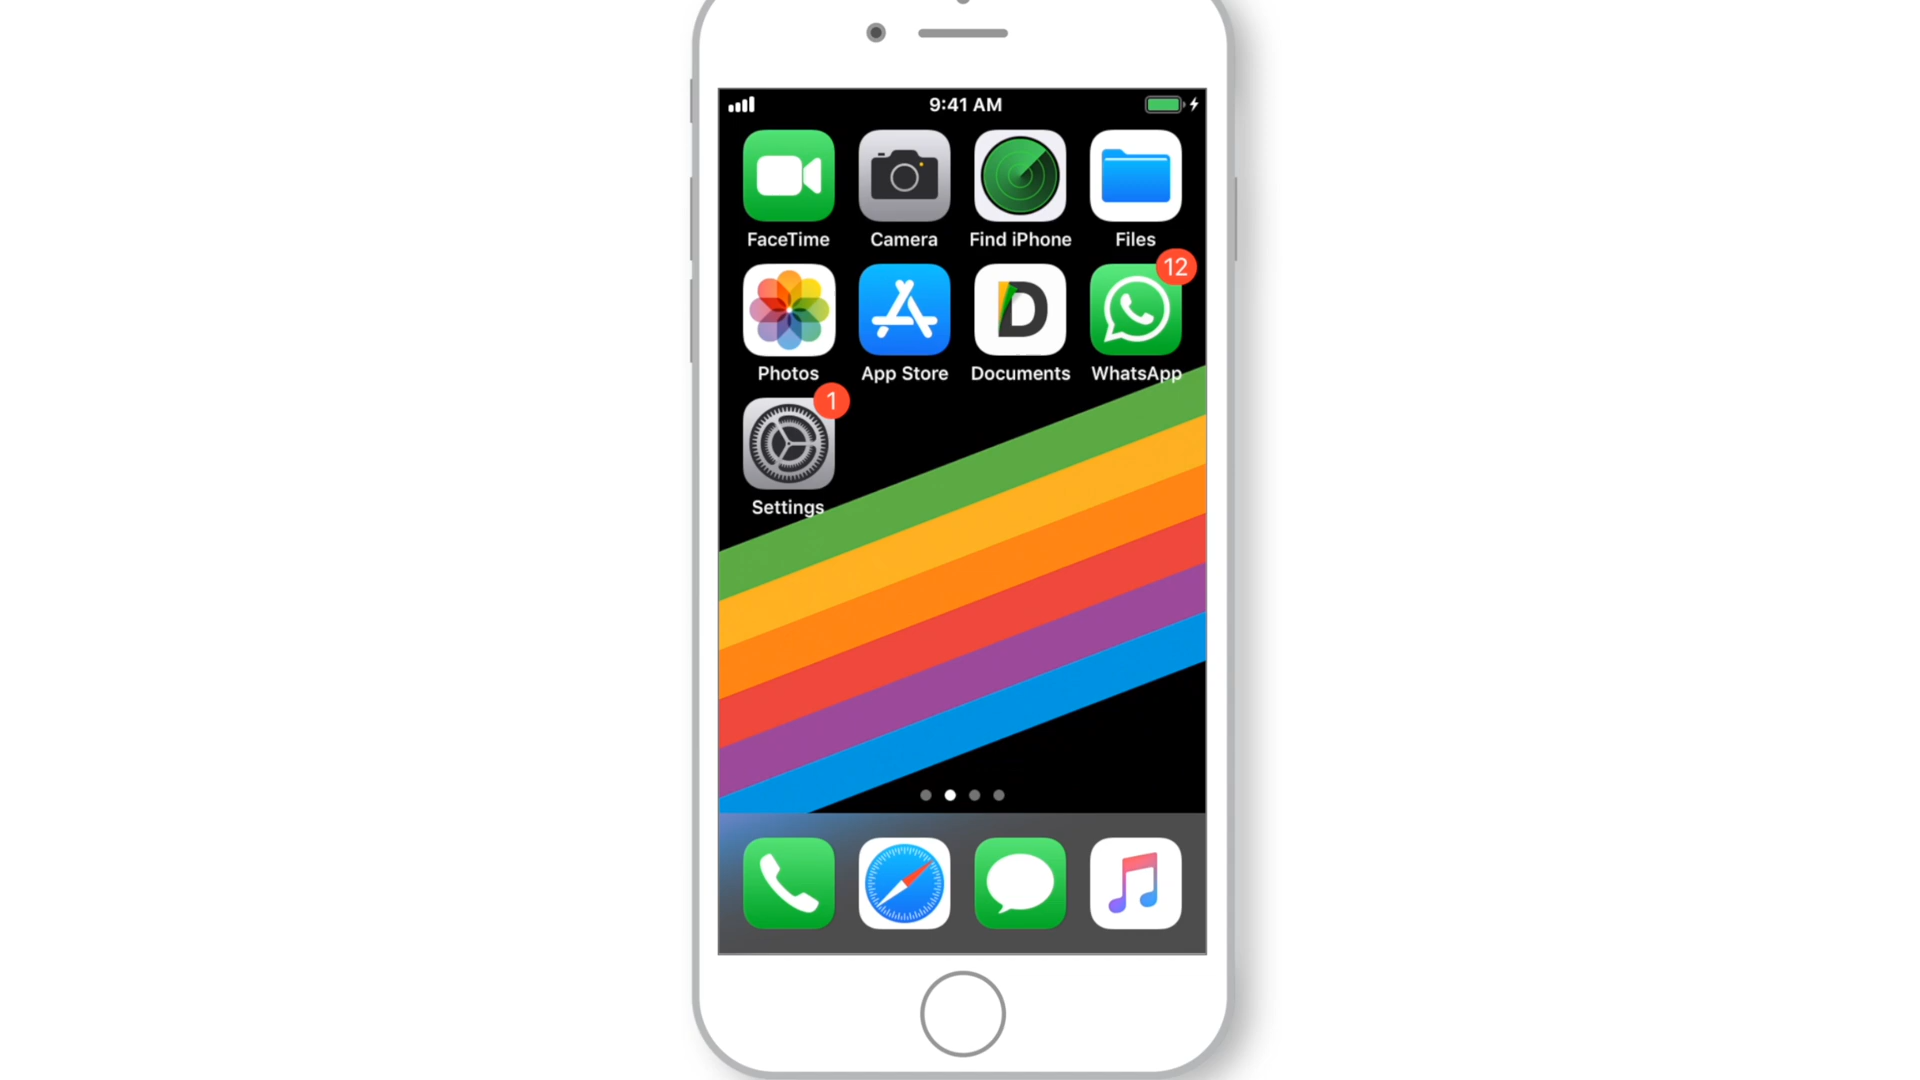 9:41 AM
FaceTime Camera Find iPhone Files
12
Photos App Store Documents WhatsApp
1
Settings